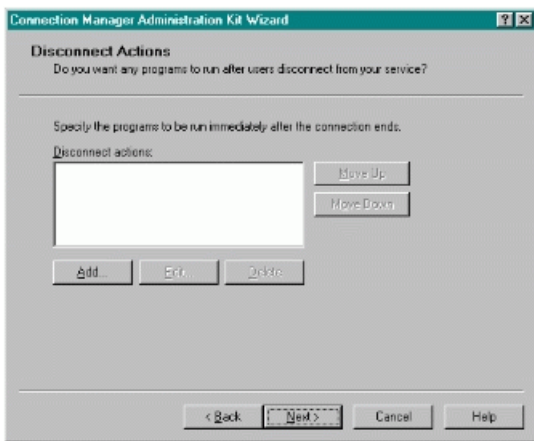 Connection Manager Administration Kit Wizard
Disconnect Actions
Do you want any programs to run after users disconnect from your service?
Specify the programs to be run immediately after the connection ends.
Disconnect actions:
Move Up
Move Down
Add...
Edit...
Delete
< Back
Next >
Cancel
Help